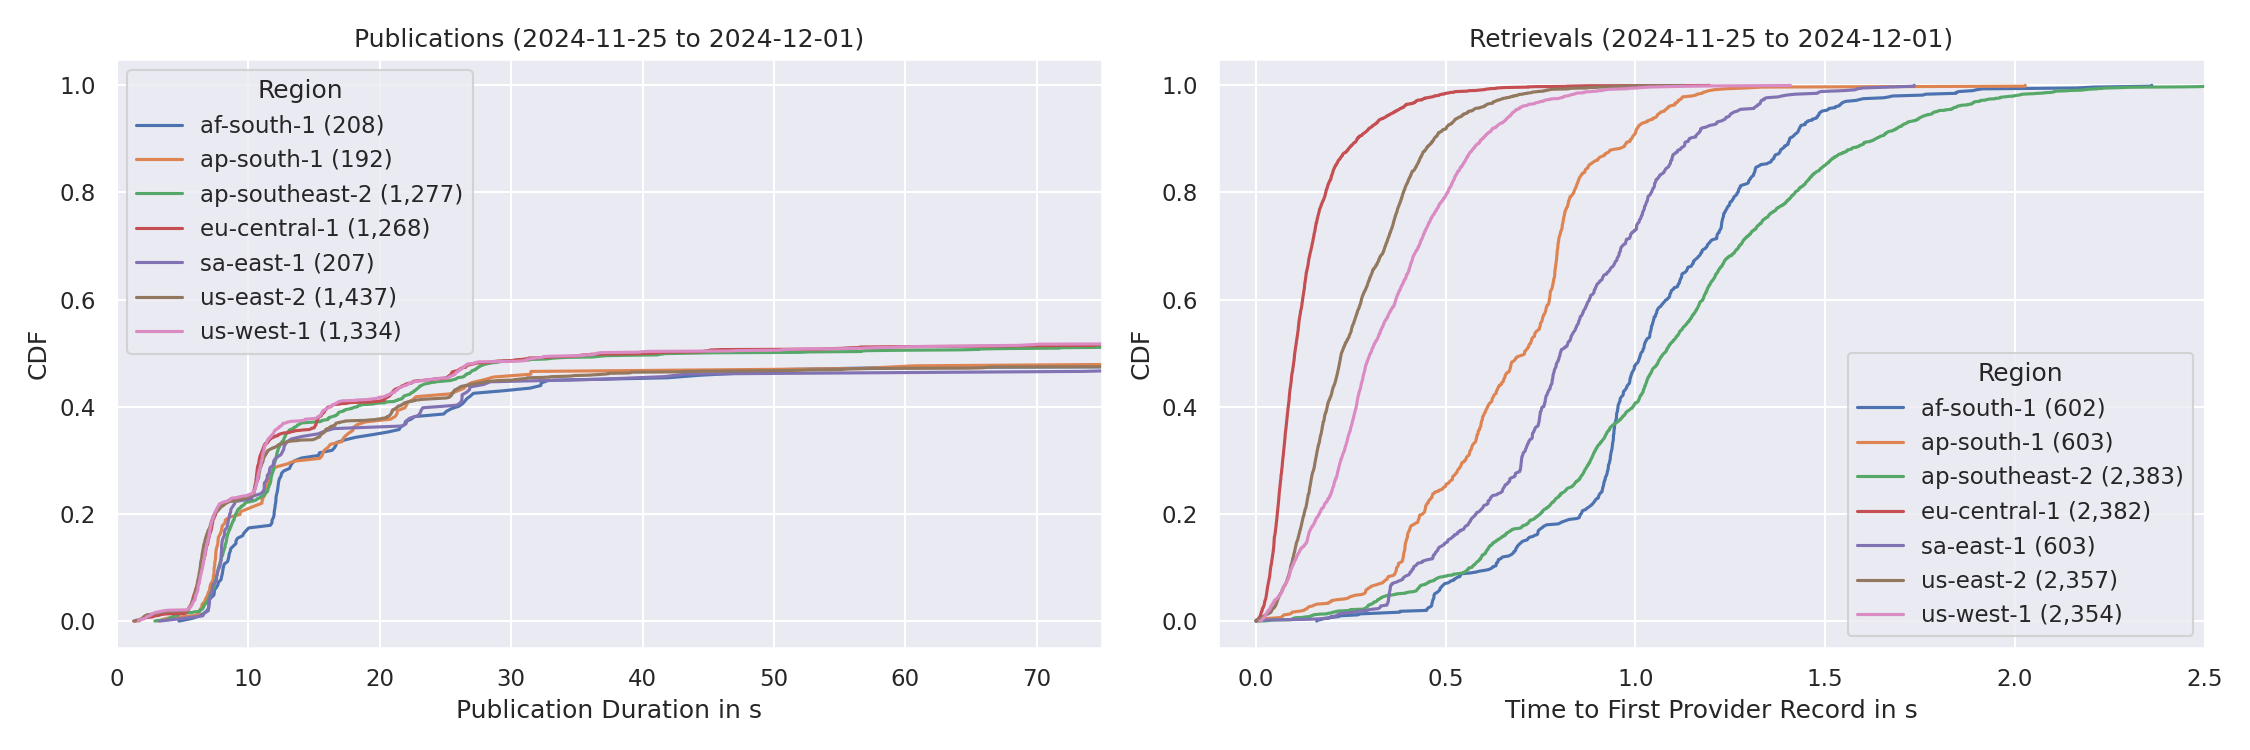 Publications (2024-11-25 to 2024-12-01)
CDF
1.0
0.8
0.6
0.4
0.2
0.0
Region
af-south-1 (208)
ap-south-1 (192)
ap-southeast-2 (1,277)
eu-central-1 (1,268)
sa-east-1 (207)
us-east-2 (1,437)
us-west-1 (1,334)
0 10 20 30 40 50 60 70
Publication Duration in s
Retrievals (2024-11-25 to 2024-12-01)
CDF
1.0
0.8
0.6
0.4
0.2
0.0
Region
af-south-1 (602)
ap-south-1 (603)
ap-southeast-2 (2,383)
eu-central-1 (2,382)
sa-east-1 (603)
us-east-2 (2,357)
us-west-1 (2,354)
0.0 0.5 1.0 1.5 2.0 2.5
Time to First Provider Record in s